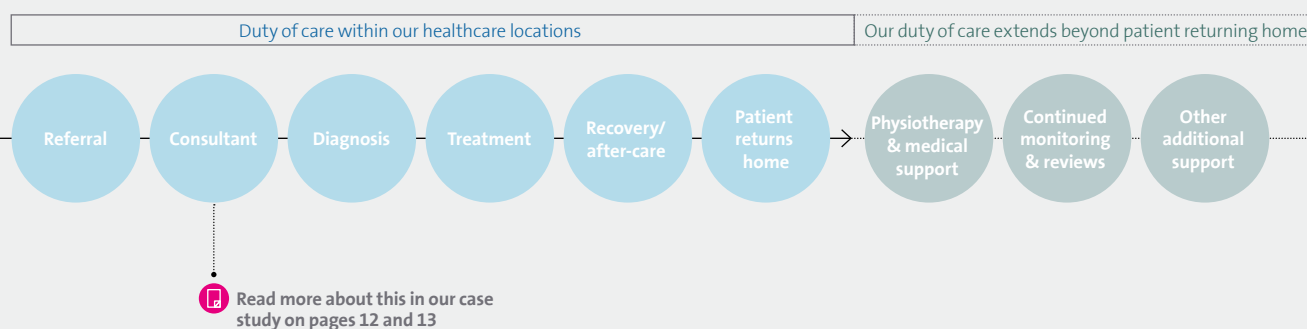 Duty of care within our healthcare locations
Our duty of care extends beyond patient returning home
Referral
Consultant
Diagnosis
Treatment
Recovery/
after-care
Patient
returns
home
Physiotherapy
& medical
support
Continued
monitoring
& reviews
Other
additional
support
Read more about this in our case
study on pages 12 and 13